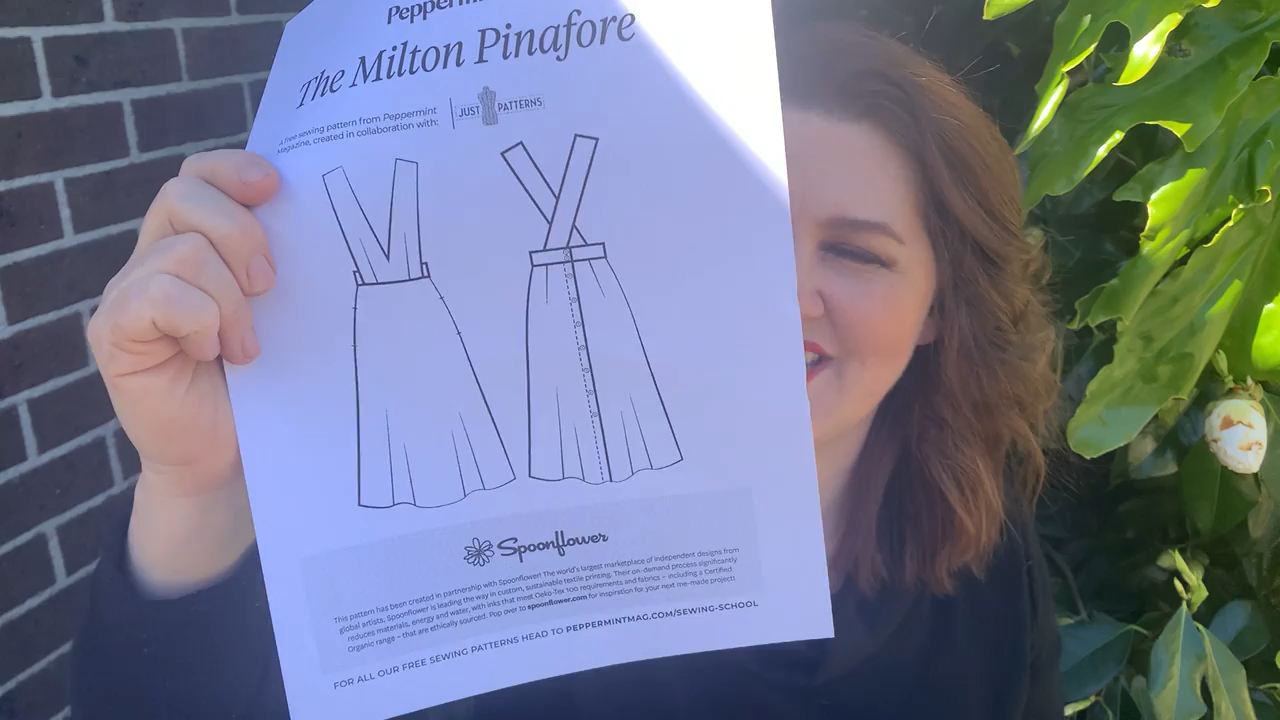 The Milton Pinafore
A free sewing pattern from Peppermint
Magazine, created in collaboration with:
JUST PATTERNS
Spoonflower
This pattern has been created in partnership with Spoonflower! The world's largest marketplace of independent designs from
global artists; Spoonflower is leading the way in custom, sustainable textile printing. Their on-demand process significantly
reduces materials, energy and water, with inks that meet Oeko-Tex 100 requirements and fabrics – including a Certified
Organic range – that are ethically sourced. Pop over to spoonflower.com for inspiration for your next me-made project!
FOR ALL OUR FREE SEWING PATTERNS HEAD TO PEPPERMINTMAG.COM/SEWING-SCHOOL